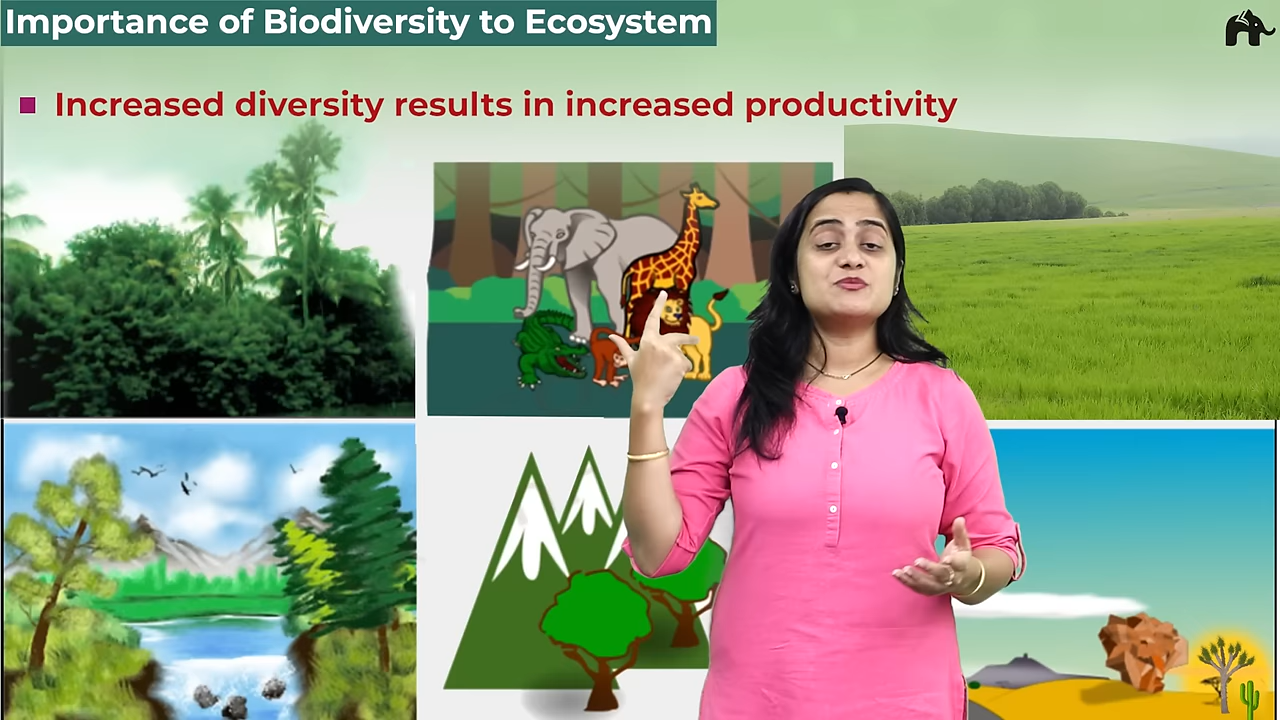 Importance of Biodiversity to Ecosystem
Increased diversity results in increased productivity